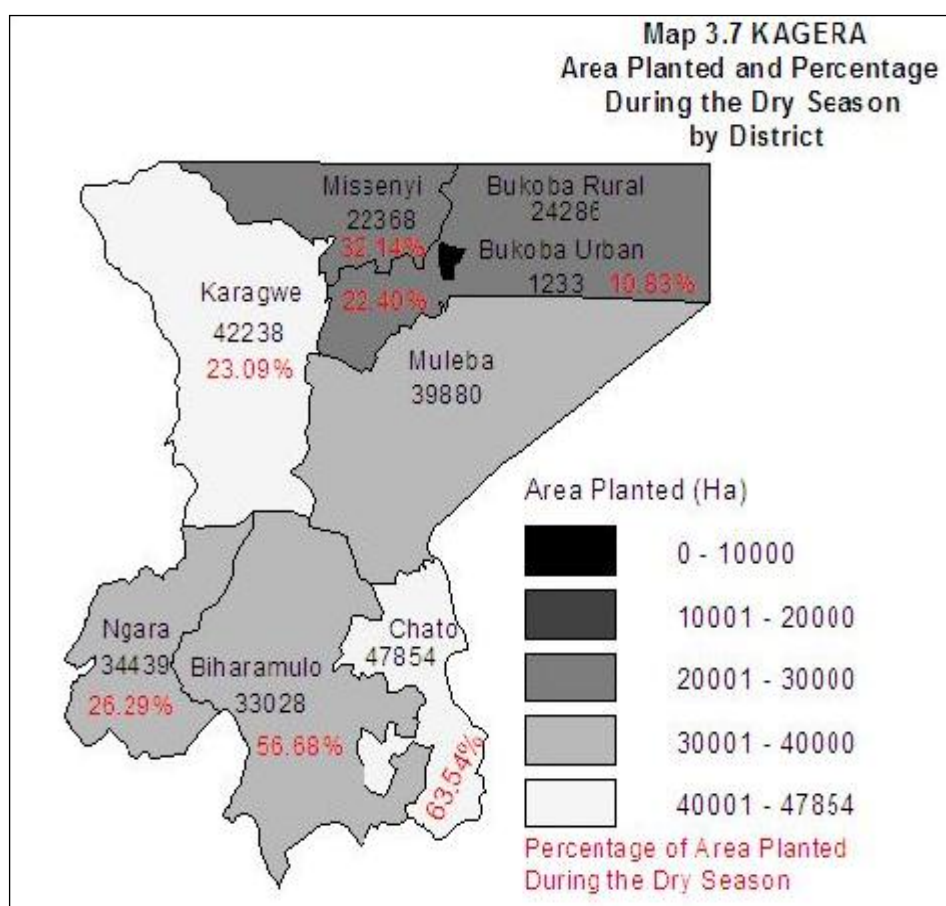 Map 3.7 KAGERA
Area Planted and Percentage
During the Dry Season
by District
Missenyi
22368
32.14%
Bukoba Rural
24286
Bukoba Urban
1233 10.83%
22.40%
Karagwe
42238
23.09%
Muleba
39880
Area Planted (Ha)
0 - 10000
10001 - 20000
20001 - 30000
30001 - 40000
40001 - 47854
Percentage of Area Planted
During the Dry Season
Ngara
34439
26.29%
Biharamulo
33028
56.68%
Chato
47854
63.54%